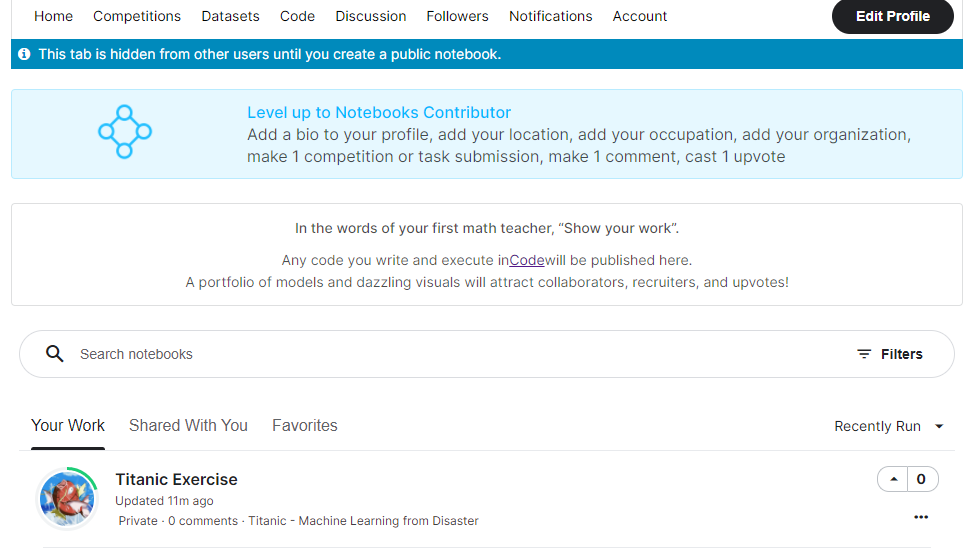 Home Competitions Datasets Code Discussion Followers Notifications Account Edit Profile
This tab is hidden from other users until you create a public notebook.
Level up to Notebooks Contributor
Add a bio to your profile, add your location, add your occupation, add your organization,
make 1 competition or task submission, make 1 comment, cast 1 upvote
In the words of your first math teacher, “Show your work”.
Any code you write and execute inCodewill be published here.
A portfolio of models and dazzling visuals will attract collaborators, recruiters, and upvotes!
Search notebooks Filters
Your Work Shared With You Favorites Recently Run
Titanic Exercise 0
Updated 11m ago
Private · 0 comments · Titanic - Machine Learning from Disaster